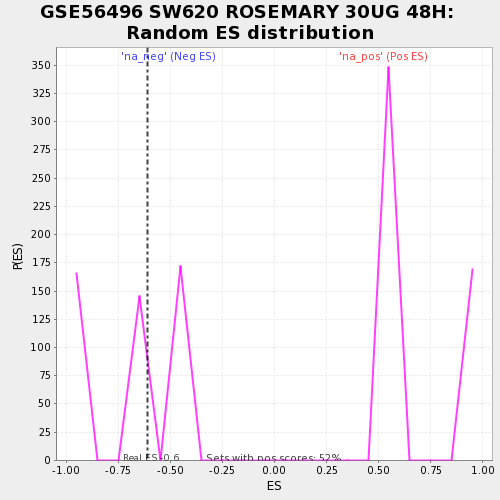 GSE56496 SW620 ROSEMARY 30UG 48H:
Random ES distribution
'na_neg' (Neg ES)
'na_pos' (Pos ES)
350
325
300
275
250
225
200
175
150
125
100
75
50
25
0
P(ES)
Real ES -0.6
Sets with pos scores: 52%
-1.00 -0.75 -0.50 -0.25 0.00 0.25 0.50 0.75 1.00
ES